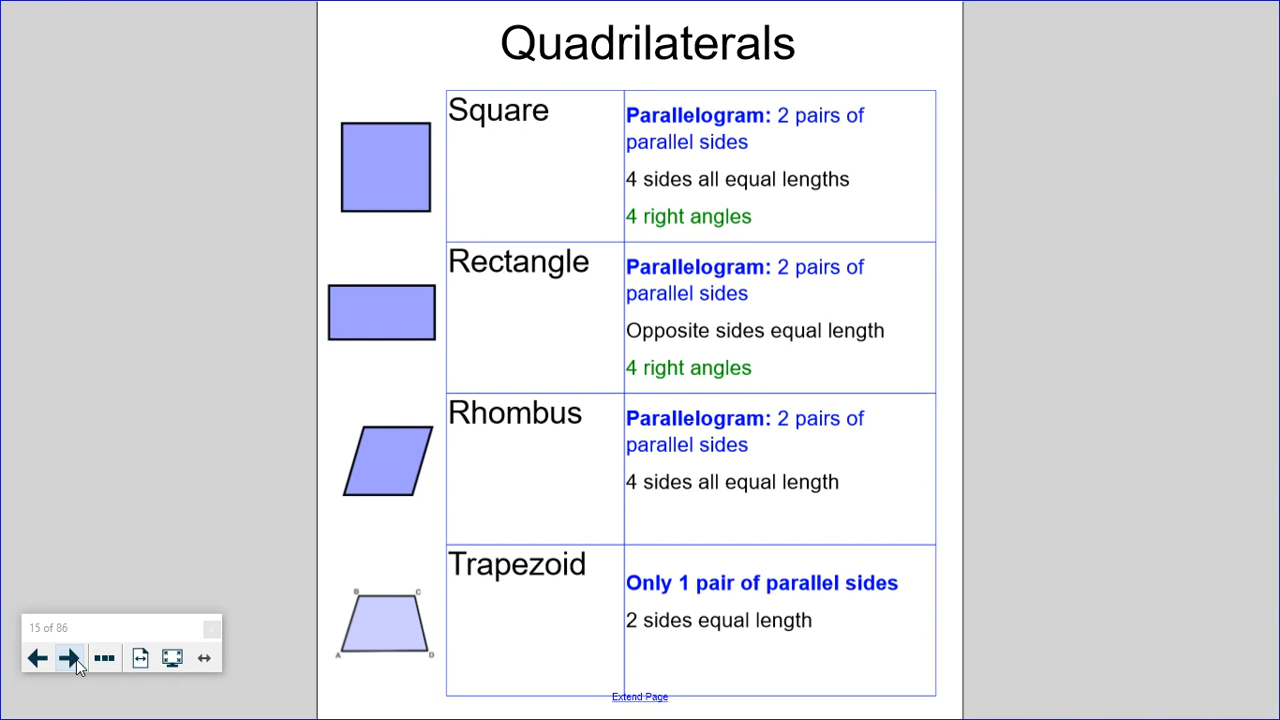 Quadrilaterals
Square
Parallelogram: 2 pairs of
parallel sides
4 sides all equal lengths
4 right angles
Rectangle
Parallelogram: 2 pairs of
parallel sides
Opposite sides equal length
4 right angles
Rhombus
Parallelogram: 2 pairs of
parallel sides
4 sides all equal length
Trapezoid
Only 1 pair of parallel sides
2 sides equal length
B C
A D
15 of 86
Extend Page